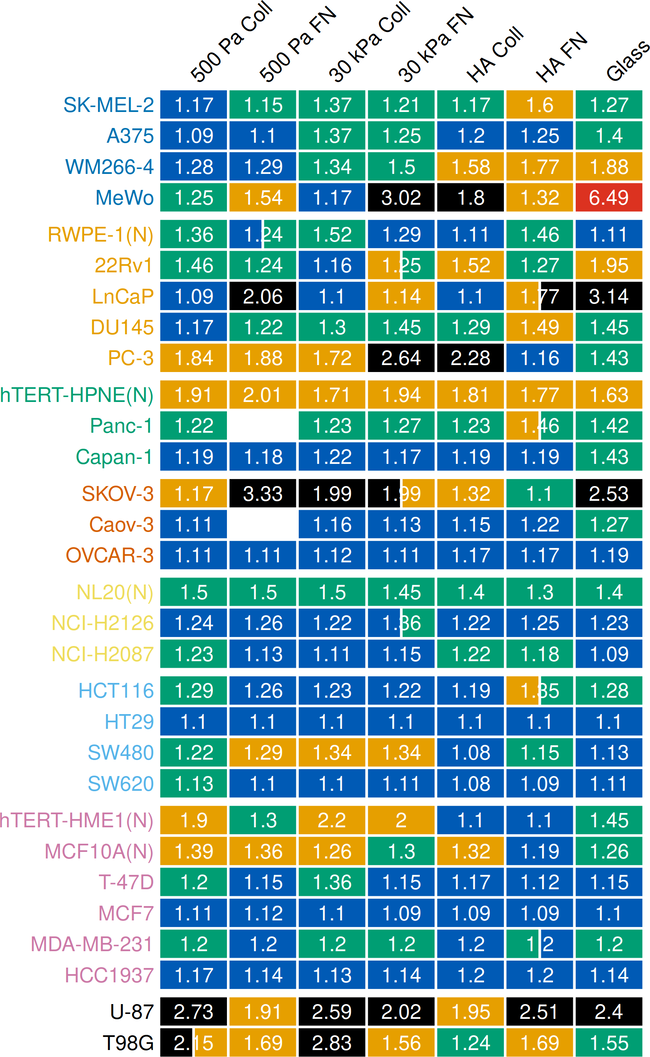 500 Pa Coll 500 Pa FN 30 kPa Coll 30 kPa FN HA Coll HA FN Glass
SK-MEL-2 1.17 1.15 1.37 1.21 1.17 1.6 1.27
A375 1.09 1.1 1.37 1.25 1.2 1.25 1.4
WM266-4 1.28 1.29 1.34 1.5 1.58 1.77 1.88
MeWo 1.25 1.54 1.17 3.02 1.8 1.32 6.49
RWPE-1(N) 1.36 1.24 1.52 1.29 1.11 1.46 1.11
22Rv1 1.46 1.24 1.16 1.25 1.52 1.27 1.95
LnCaP 1.09 2.06 1.1 1.14 1.1 1.77 3.14
DU145 1.17 1.22 1.3 1.45 1.29 1.49 1.45
PC-3 1.84 1.88 1.72 2.64 2.28 1.16 1.43
hTERT-HPNE(N) 1.91 2.01 1.71 1.94 1.81 1.77 1.63
Panc-1 1.22 1.23 1.27 1.23 1.46 1.42
Capan-1 1.19 1.18 1.22 1.17 1.19 1.19 1.43
SKOV-3 1.17 3.33 1.99 1.99 1.32 1.1 2.53
Caov-3 1.11 1.16 1.13 1.15 1.22 1.27
OVCAR-3 1.11 1.11 1.12 1.11 1.17 1.17 1.19
NL20(N) 1.5 1.5 1.5 1.45 1.4 1.3 1.4
NCI-H2126 1.24 1.26 1.22 1.36 1.22 1.25 1.23
NCI-H2087 1.23 1.13 1.11 1.15 1.22 1.18 1.09
HCT116 1.29 1.26 1.23 1.22 1.19 1.35 1.28
HT29 1.1 1.1 1.1 1.1 1.1 1.1 1.1
SW480 1.22 1.29 1.34 1.34 1.08 1.15 1.13
SW620 1.13 1.1 1.1 1.11 1.08 1.09 1.11
hTERT-HME1(N) 1.9 1.3 2.2 2 1.1 1.1 1.45
MCF10A(N) 1.39 1.36 1.26 1.3 1.32 1.19 1.26
T-47D 1.2 1.15 1.36 1.15 1.17 1.12 1.15
MCF7 1.11 1.12 1.1 1.09 1.09 1.09 1.1
MDA-MB-231 1.2 1.2 1.2 1.2 1.2 1.2 1.2
HCC1937 1.17 1.14 1.13 1.14 1.2 1.2 1.14
U-87 2.73 1.91 2.59 2.02 1.95 2.51 2.4
T98G 2.15 1.69 2.83 1.56 1.24 1.69 1.55